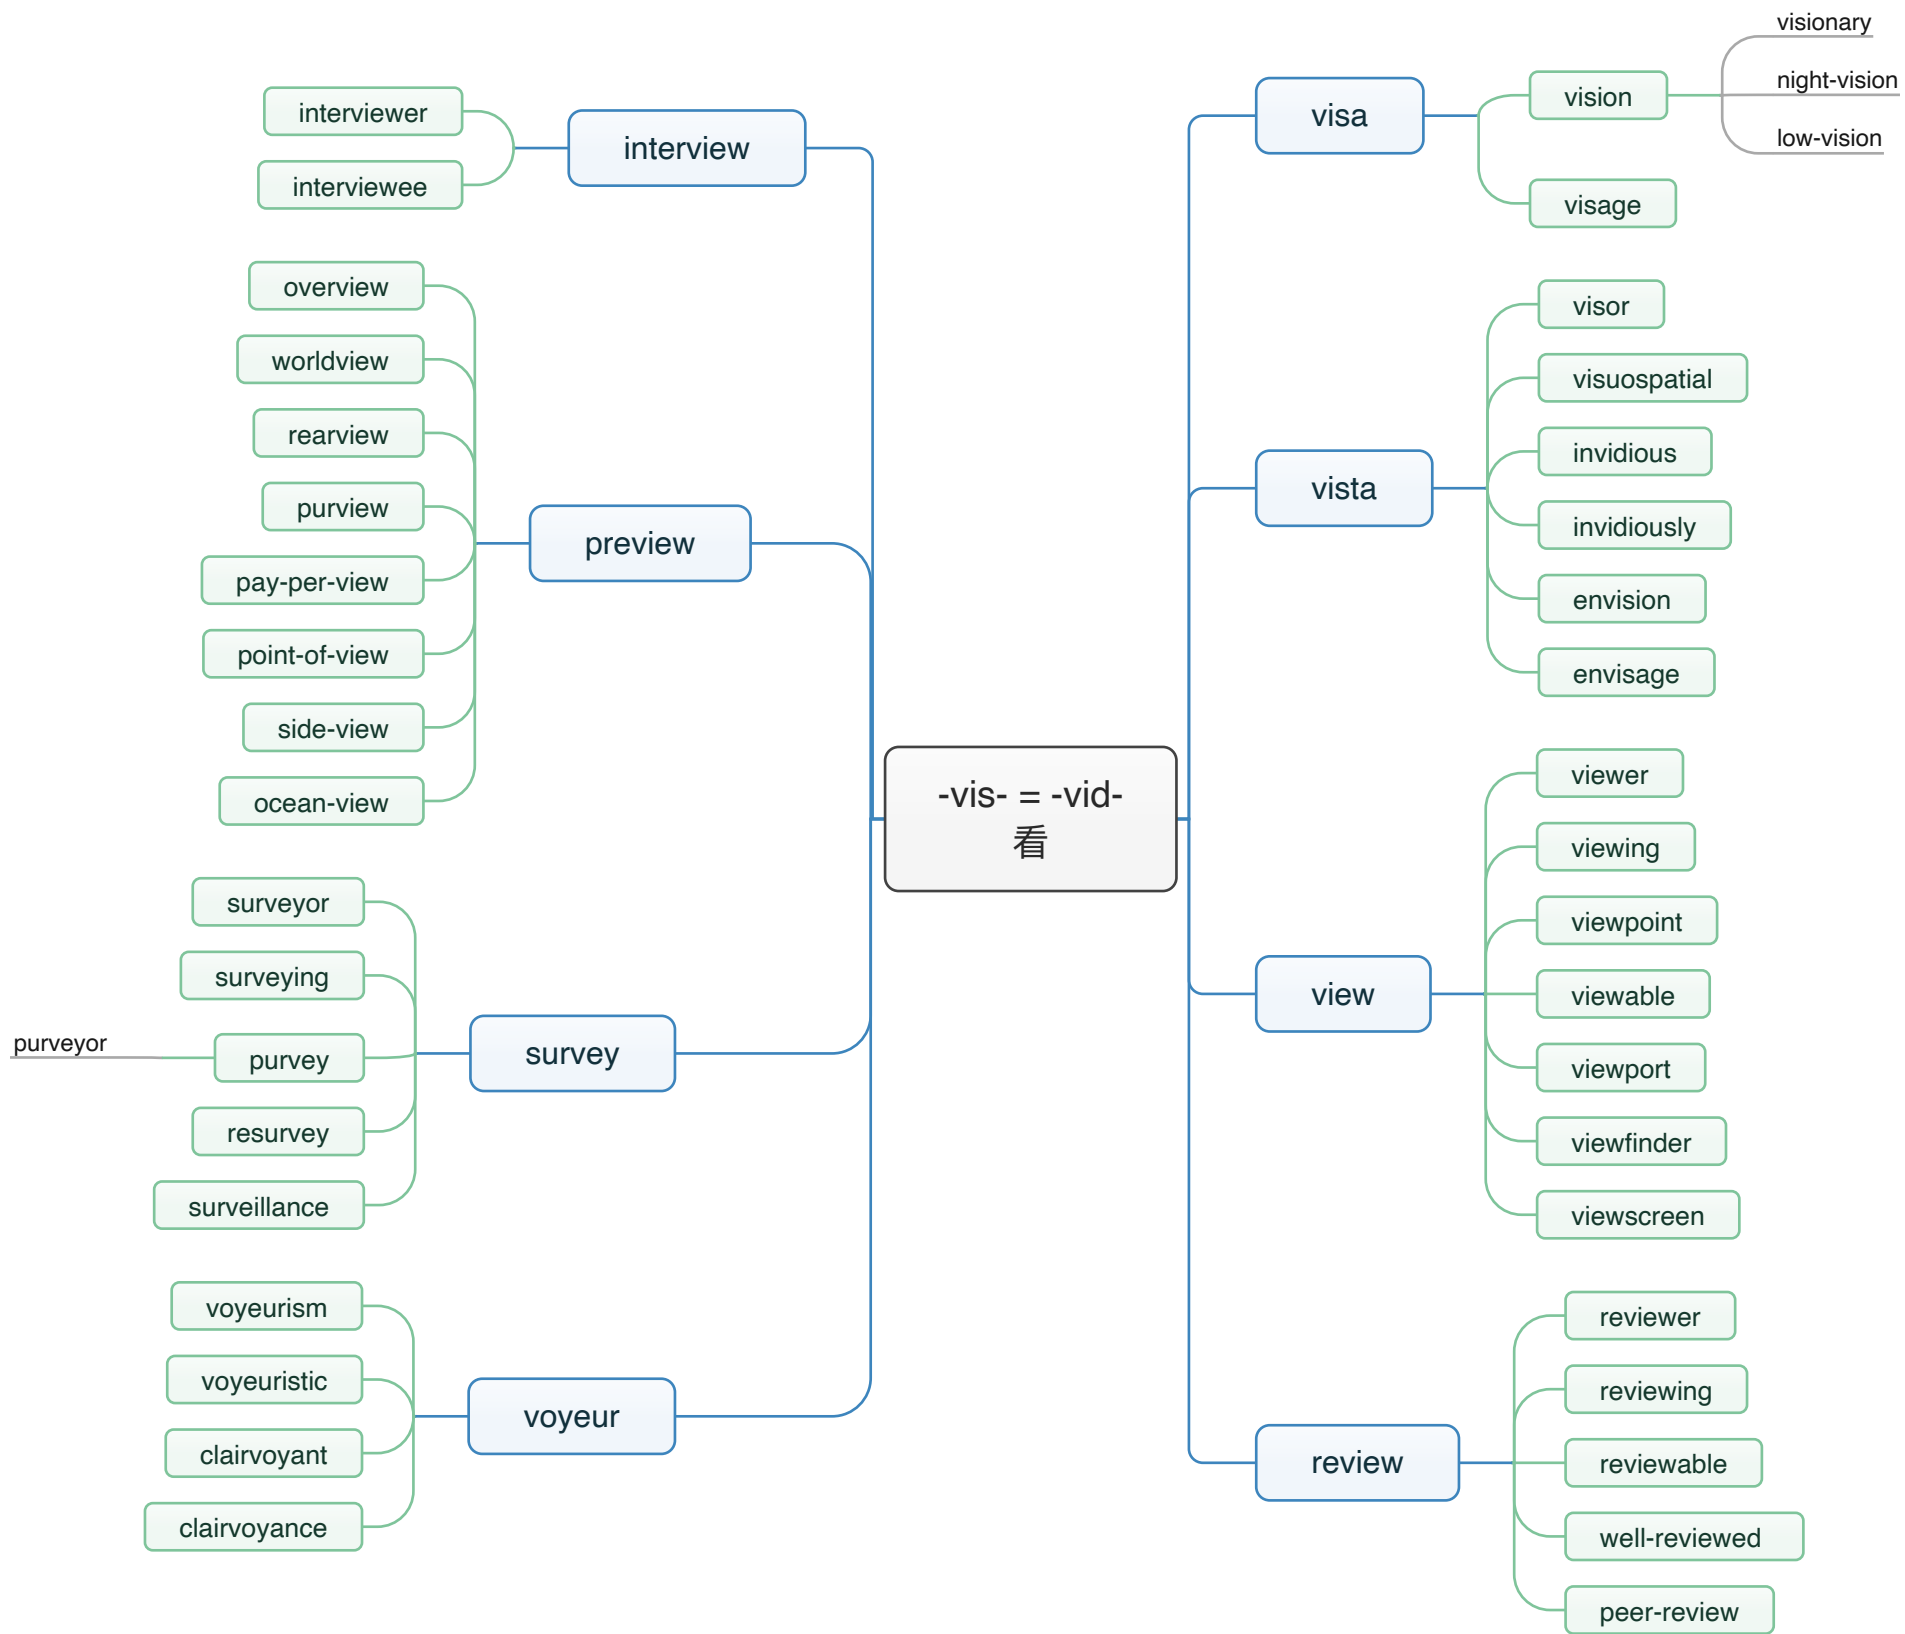 -vis- = -vid-
看
visa
vision
visionary
night-vision
low-vision
visage
vista
visor
visuospatial
invidious
invidiously
envision
envisage
view
viewer
viewing
viewpoint
viewable
viewport
viewfinder
viewscreen
review
reviewer
reviewing
reviewable
well-reviewed
peer-review
interview
interviewer
interviewee
preview
overview
worldview
rearview
purview
pay-per-view
point-of-view
side-view
ocean-view
survey
surveyor
surveying
purvey
purveyor
resurvey
surveillance
voyeur
voyeurism
voyeuristic
clairvoyant
clairvoyance